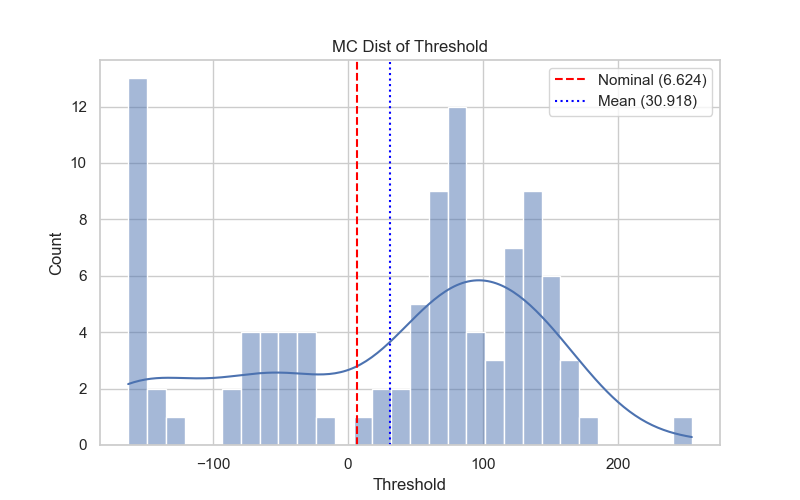 MC Dist of Threshold
Nominal (6.624)
Mean (30.918)
Count
12
10
8
6
4
2
0
−100
0
100
200
Threshold